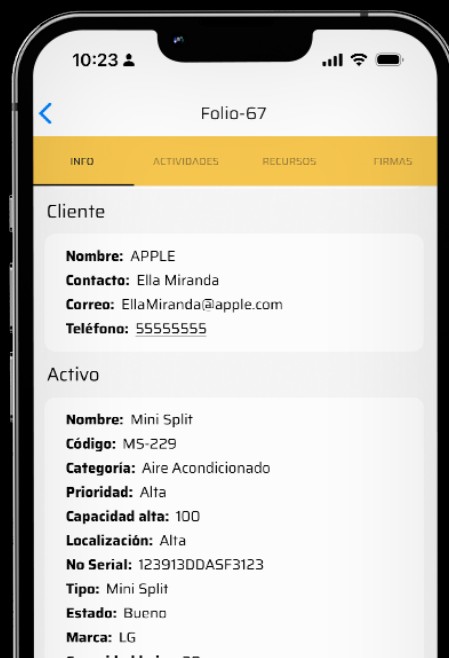 10:23
Folio-67
INFO ACTIVIDADES RECURSOS FIRMAS
Cliente
Nombre: APPLE
Contacto: Ella Miranda
Correo: EllaMiranda@apple.com
Teléfono: 55555555
Activo
Nombre: Mini Split
Código: MS-229
Categoría: Aire Acondicionado
Prioridad: Alta
Capacidad alta: 100
Localización: Alta
No Serial: 123913DDASF3123
Tipo: Mini Split
Estado: Bueno
Marca: LG